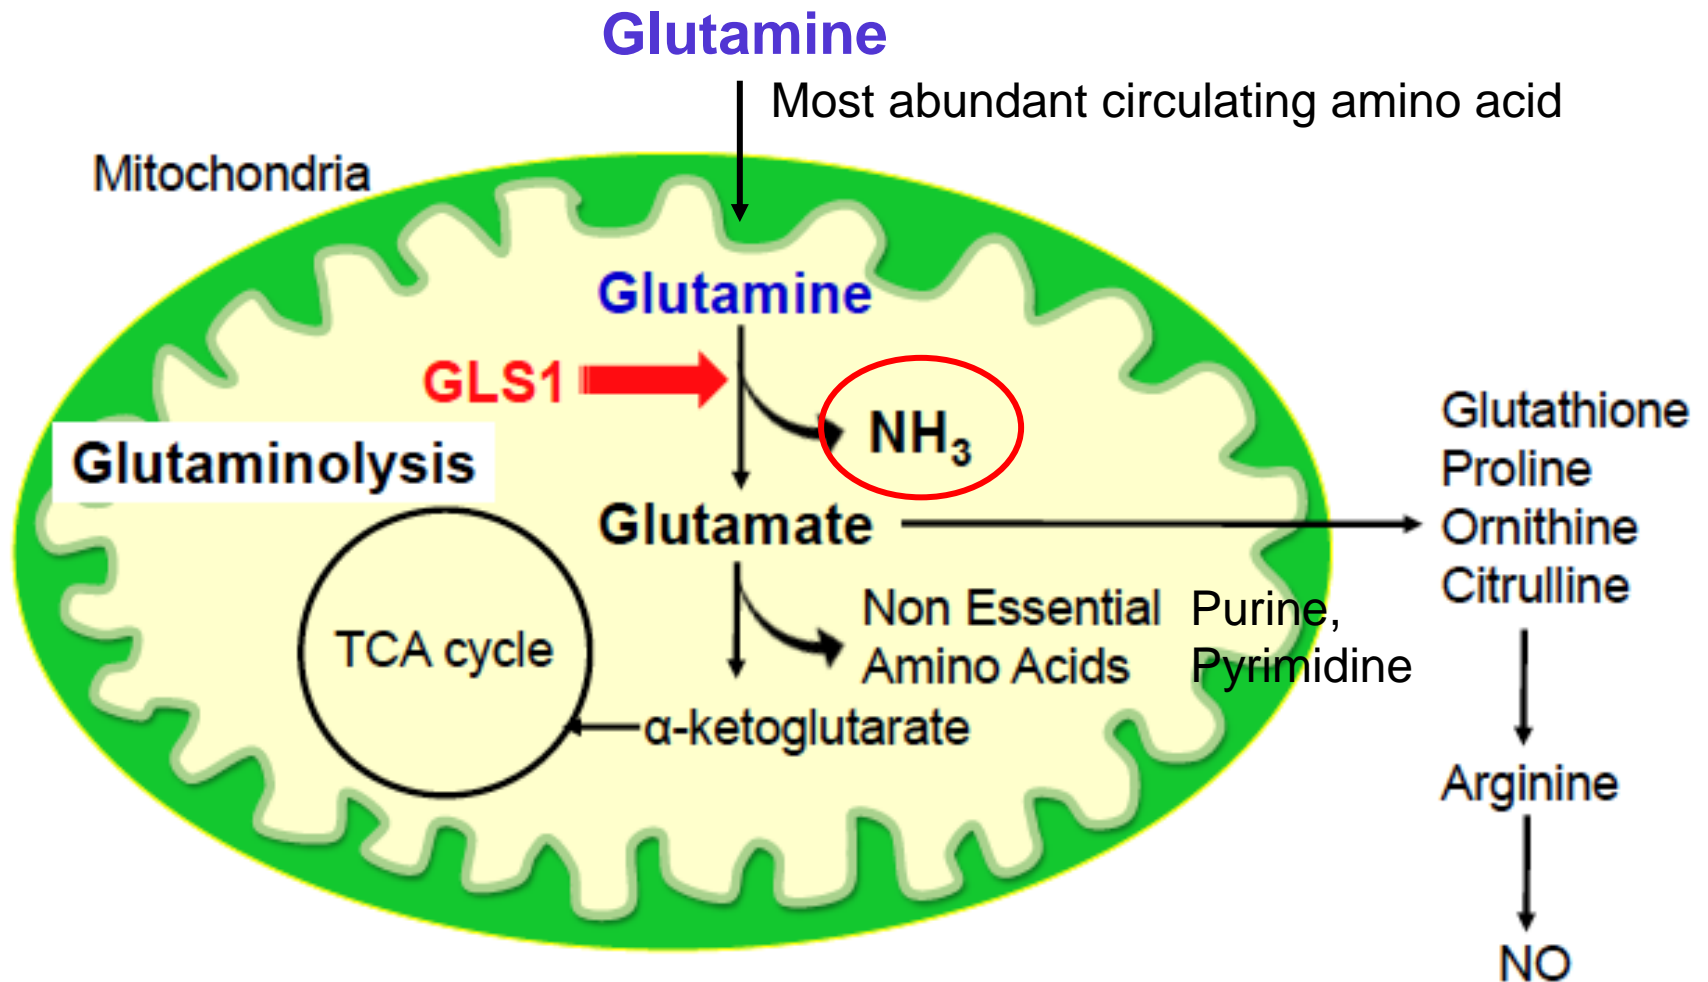 Glutamine
Most abundant circulating amino acid
Mitochondria
Glutamine
GLS1
NH₃
Glutaminolysis
Glutamate
Glutathione
Proline
Ornithine
Citrulline
Non Essential
Amino Acids
Purine,
Pyrimidine
TCA cycle
α-ketoglutarate
Arginine
NO